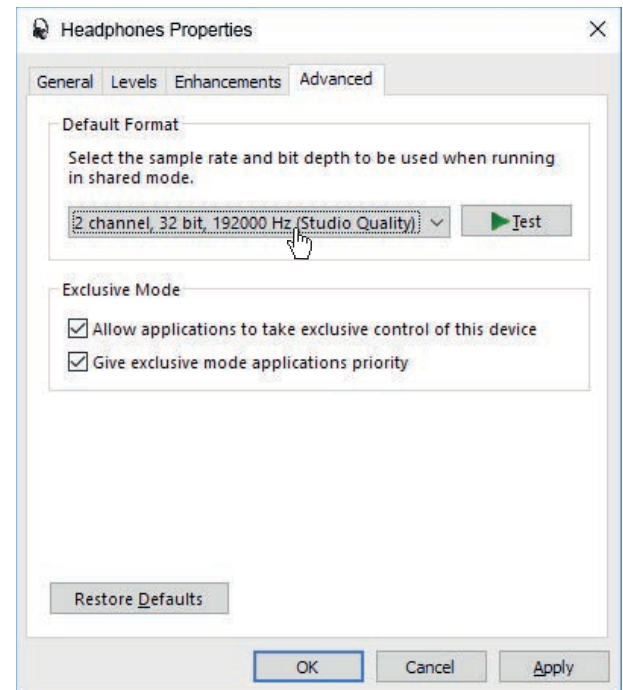 Headphones Properties
General Levels Enhancements Advanced
Default Format
Select the sample rate and bit depth to be used when running
in shared mode.
2 channel, 32 bit, 192000 Hz (Studio Quality)
Test
Exclusive Mode
Allow applications to take exclusive control of this device
Give exclusive mode applications priority
Restore Defaults
OK Cancel Apply